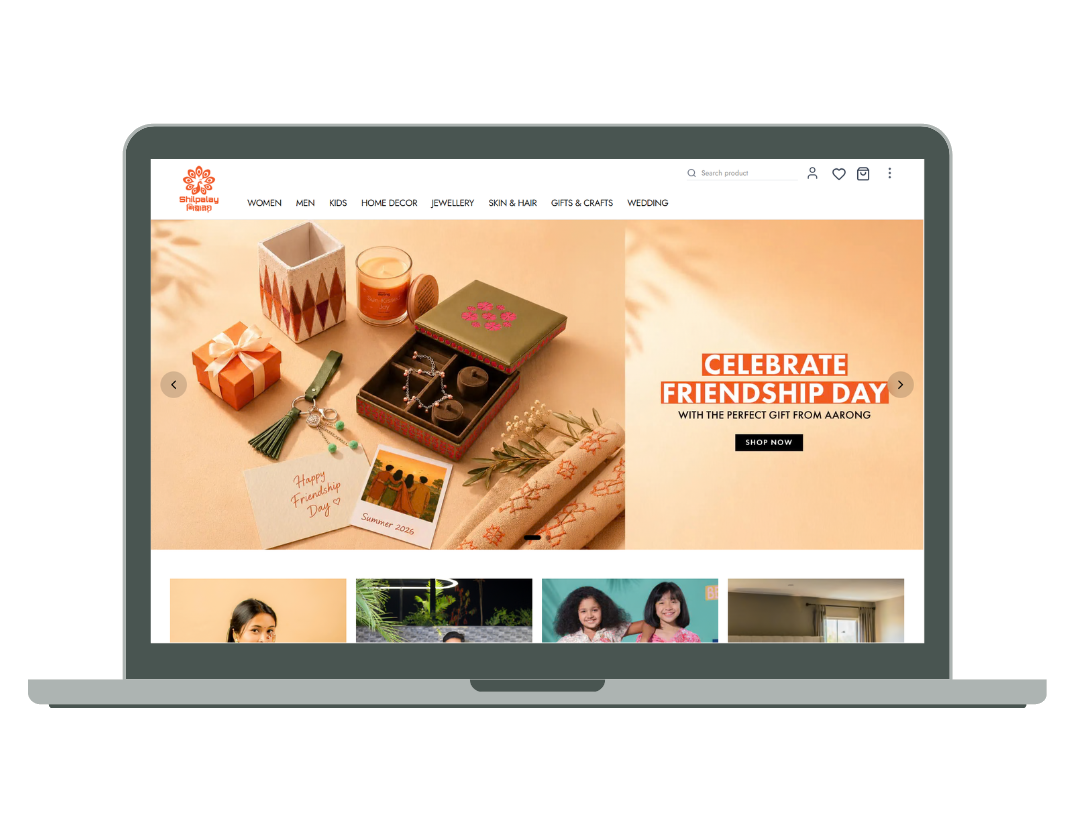 Search product
Shilpalay
WOMEN MEN KIDS HOME DECOR JEWELLERY SKIN & HAIR GIFTS & CRAFTS WEDDING
CELEBRATE
FRIENDSHIP DAY
WITH THE PERFECT GIFT FROM AARONG
SHOP NOW
Happy
Friendship
Day ♡
Summer 2026